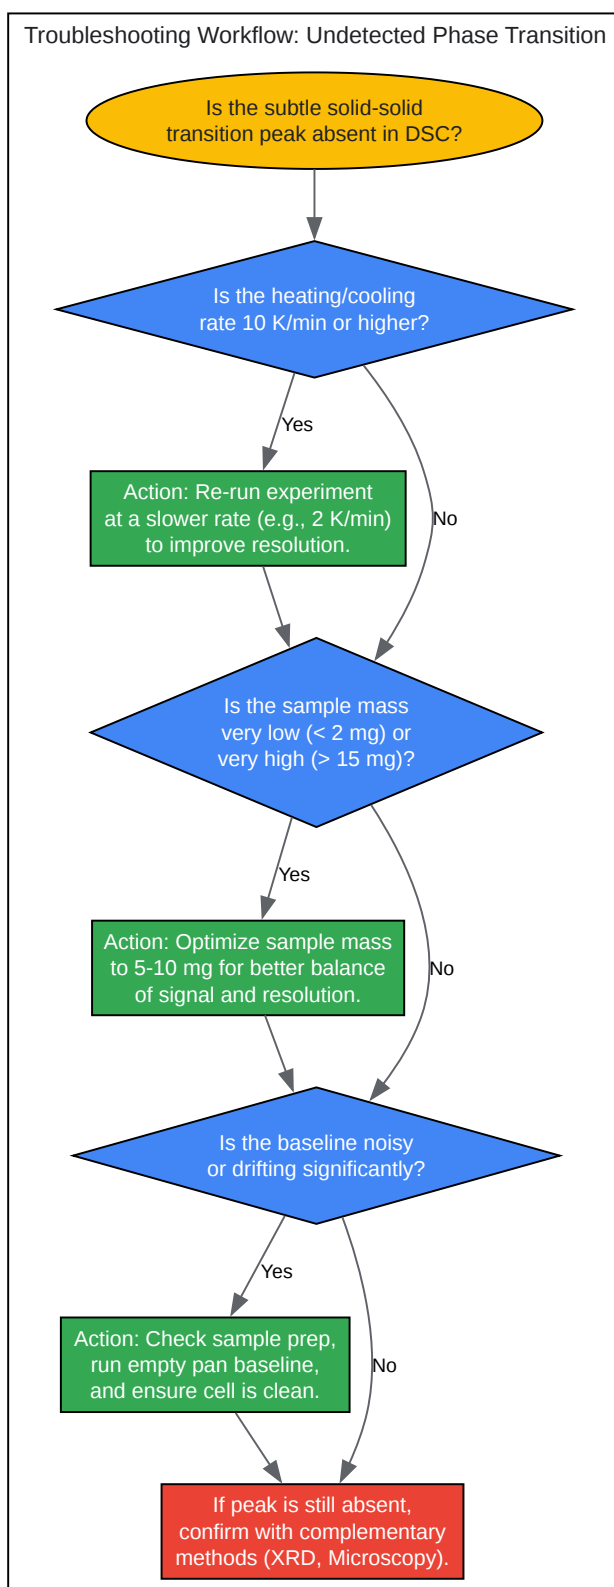 Troubleshooting Workflow: Undetected Phase Transition
Is the subtle solid-solid
transition peak absent in DSC?
Is the heating/cooling
rate 10 K/min or higher?
Yes
Action: Re-run experiment
at a slower rate (e.g., 2 K/min)
to improve resolution.
No
Is the sample mass
very low (< 2 mg) or
very high (> 15 mg)?
Yes
Action: Optimize sample mass
to 5-10 mg for better balance
of signal and resolution.
No
Is the baseline noisy
or drifting significantly?
Yes
Action: Check sample prep,
run empty pan baseline,
and ensure cell is clean.
No
If peak is still absent,
confirm with complementary
methods (XRD, Microscopy).